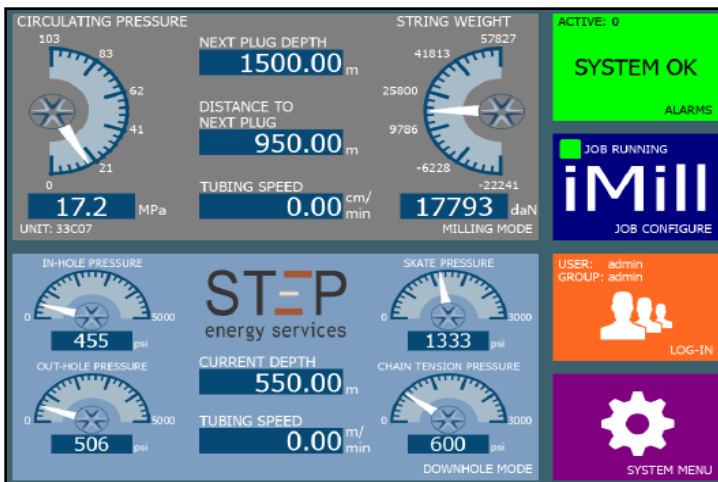 CIRCULATING PRESSURE
103
83
62
41
21
0
17.2 MPa
UNIT: 33C07
NEXT PLUG DEPTH
1500.00 m
DISTANCE TO
NEXT PLUG
950.00 m
TUBING SPEED
0.00 cm/
min
STRING WEIGHT
57827
41813
25800
9786
-6228
-22241
17793 daN
MILLING MODE
ACTIVE: 0
SYSTEM OK
ALARMS
JOB RUNNING
iMill
JOB CONFIGURE
IN-HOLE PRESSURE
0 5000
455 psi
OUT-HOLE PRESSURE
0 5000
506 psi
STEP
energy services
CURRENT DEPTH
550.00 m
TUBING SPEED
0.00 m/
min
SKATE PRESSURE
0 3000
1333 psi
CHAIN TENSION PRESSURE
0 3000
600 psi
DOWNHOLE MODE
USER: admin
GROUP: admin
LOG-IN
SYSTEM MENU